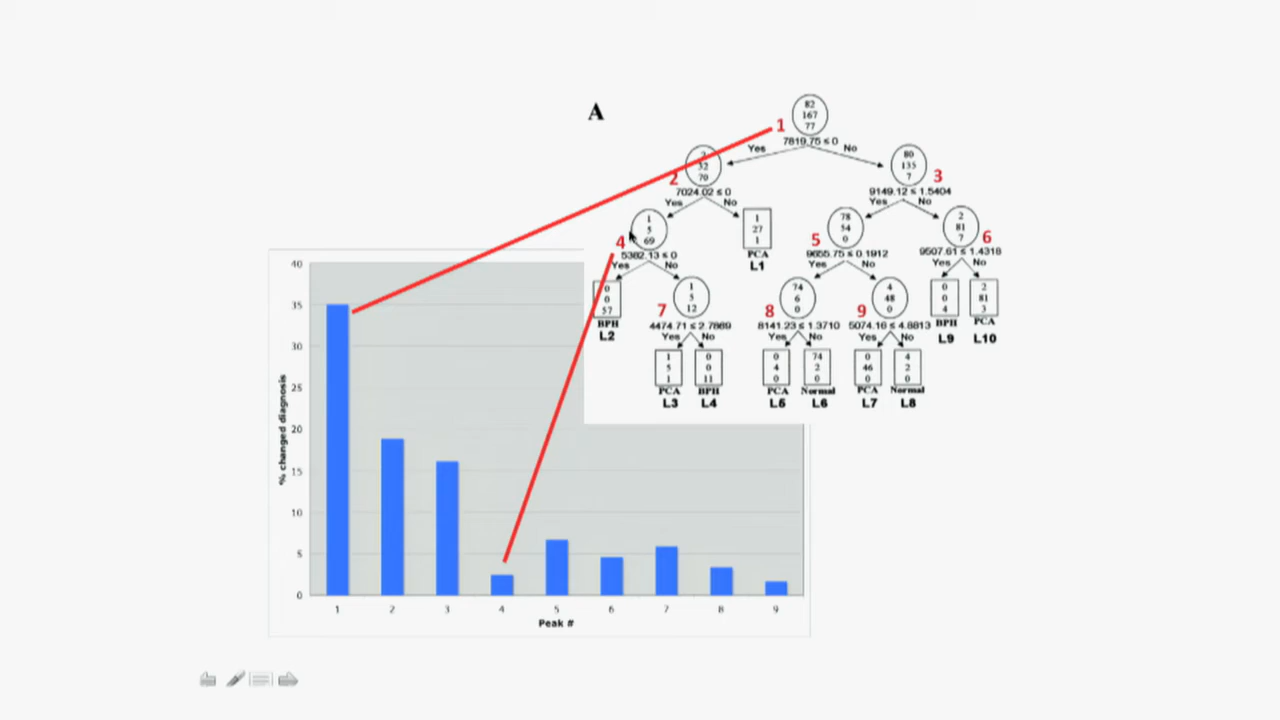 A
82
167
77
1
7819.75 ≤ 0
Yes
No
2
32
70
2
7024.02 ≤ 0
Yes
No
80
135
7
3
9149.12 ≤ 1.5404
Yes
No
1
5
69
4
5382.13 ≤ 0
Yes
No
1
27
1
PCA
L1
78
54
0
5
9655.75 ≤ 0.1912
Yes
No
2
81
7
6
9507.61 ≤ 1.4318
Yes
No
0
0
57
BPH
L2
1
5
12
7
4474.71 ≤ 2.7869
Yes
No
74
6
0
8
8141.23 ≤ 1.3710
Yes
No
4
48
0
9
5074.16 ≤ 4.8813
Yes
No
0
0
4
BPH
L9
2
81
3
PCA
L10
1
5
1
PCA
L3
0
0
11
BPH
L4
0
4
0
PCA
L5
74
2
0
Normal
L6
0
46
0
PCA
L7
4
2
0
Normal
L8
40
35
30
25
20
15
10
5
0
% changed diagnosis
1 2 3 4 5 6 7 8 9
Peak #